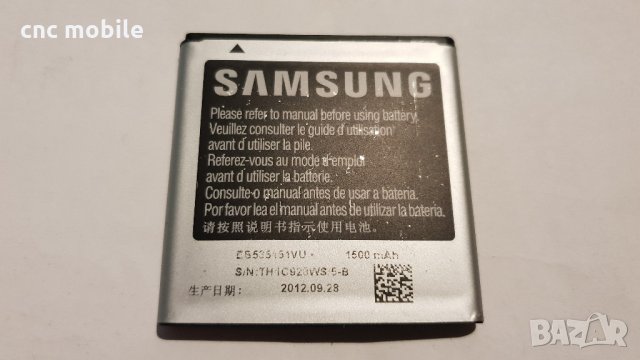 cnc mobile
SAMSUNG
Please refer to manual before using battery.
Veuillez consulter le guide d'utilisation
avant d'utiliser la pile.
Referez-vous au mode d'emploi
avant d'utiliser la batterie.
Consulte-o manual antes de usar a bateria.
Por favor lea el manual antes de utilizar la bateria.
请按照说明书指示使用电池。
EB535151VU 1500 mAh
生产日期: 2012.09.28
BAZAR
bg